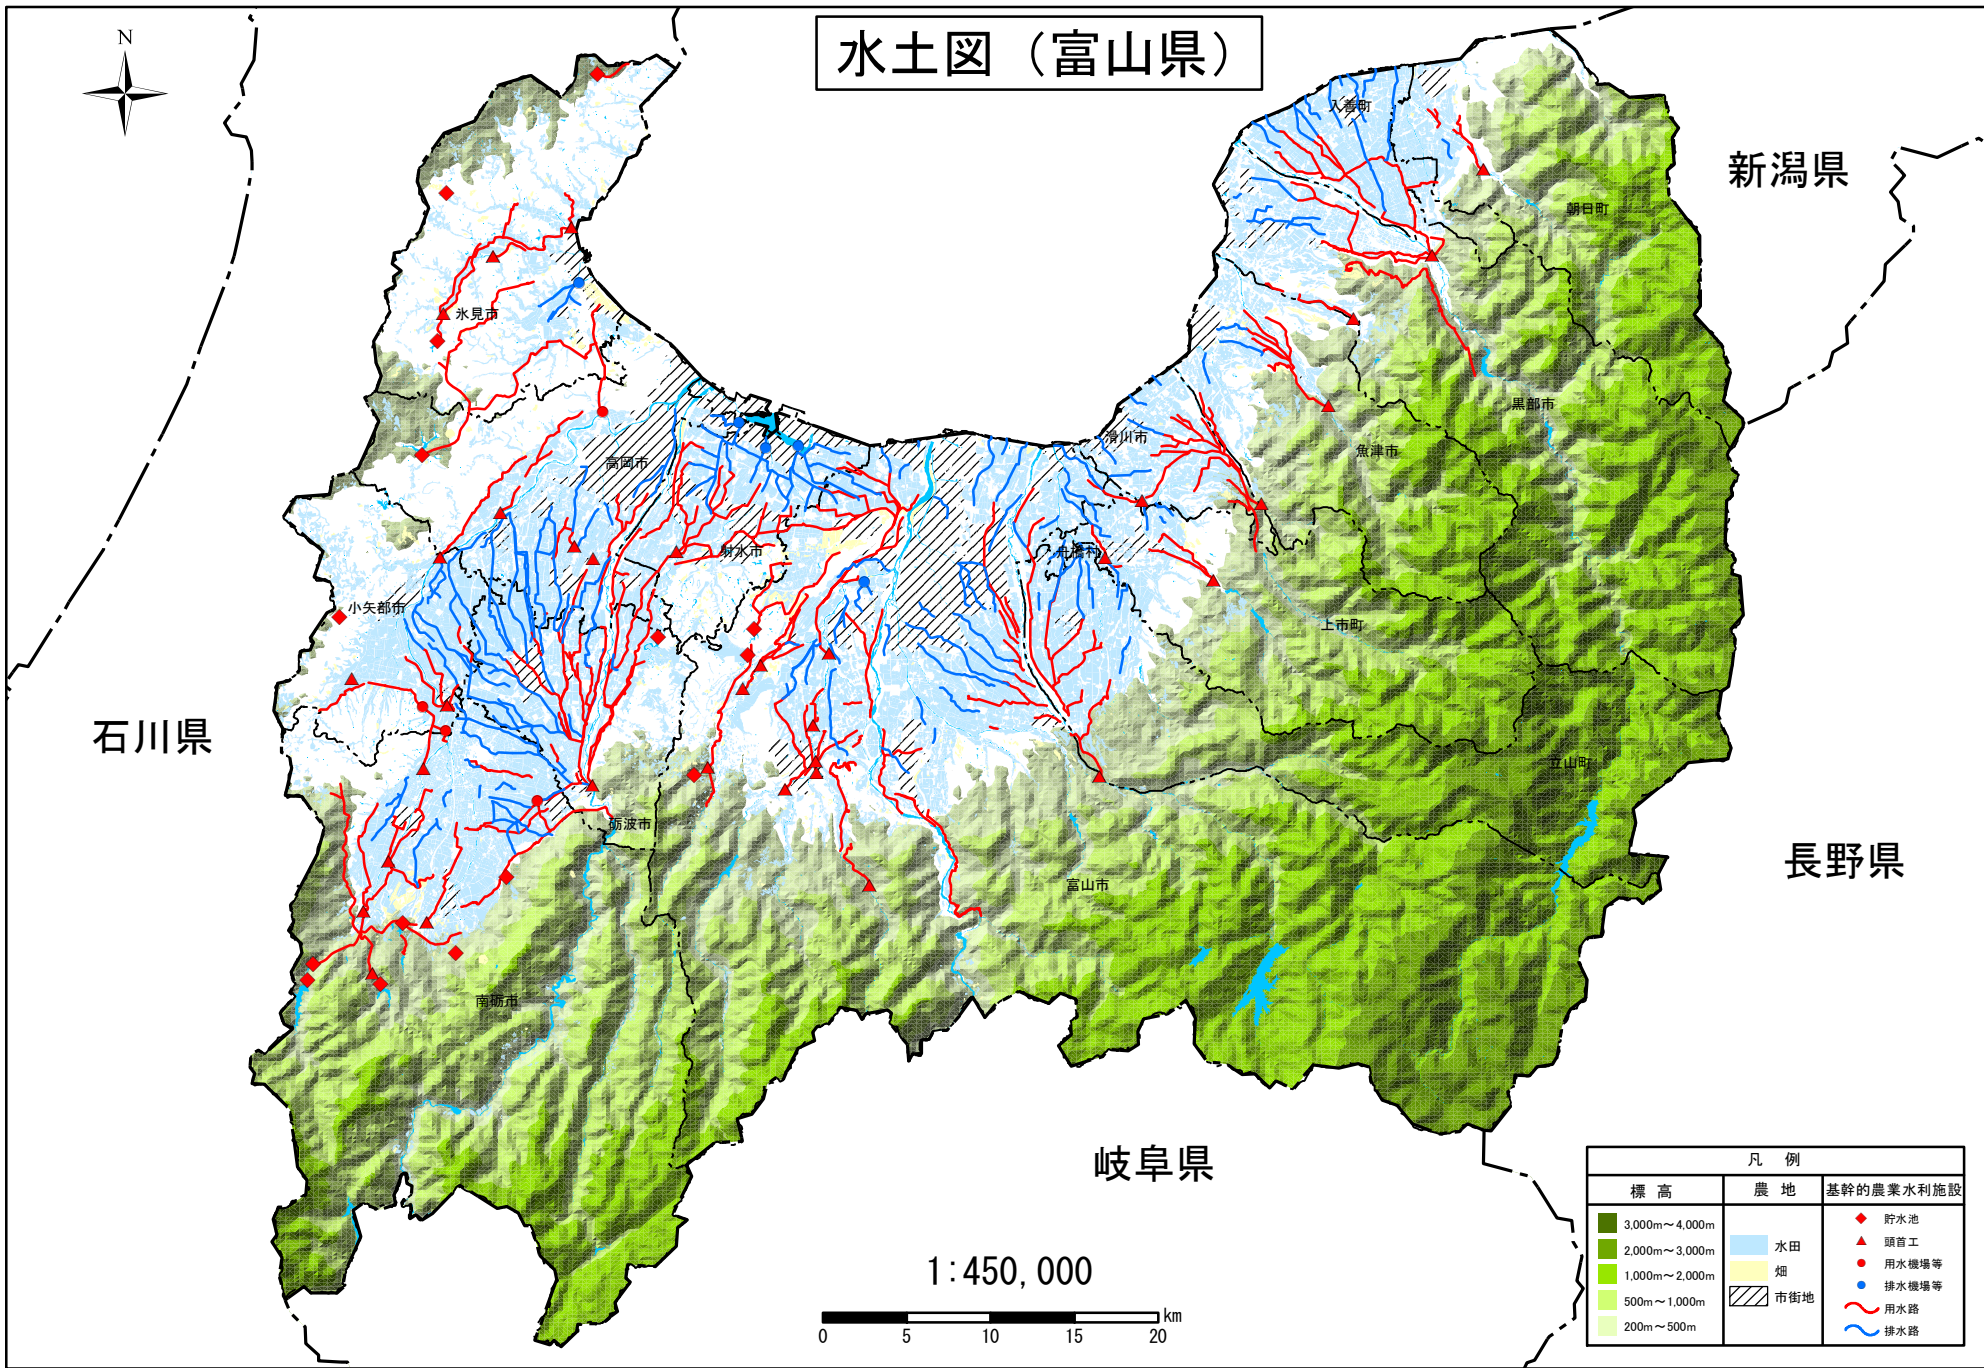 N
水土図（富山県）
新潟県
石川県
長野県
岐阜県
入善町
朝日町
氷見市
黒部市
滑川市
魚津市
高岡市
射水市
舟橋村
小矢部市
上市町
立山町
砺波市
富山市
南砺市
1:450,000
0 5 10 15 20 km
凡 例
標 高 農 地 基幹的農業水利施設
3,000m～4,000m
2,000m～3,000m
1,000m～2,000m
500m～1,000m
200m～500m
水田
畑
市街地
貯水池
頭首工
用水機場等
排水機場等
用水路
排水路